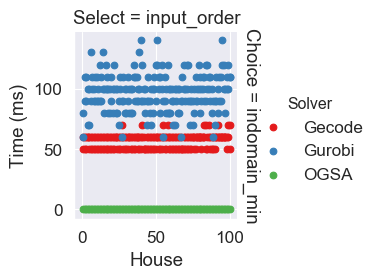 Select = input_order
Choice = indomain_min
Time (ms)
100
50
0
0
50
100
House
Solver
Gecode
Gurobi
OGSA